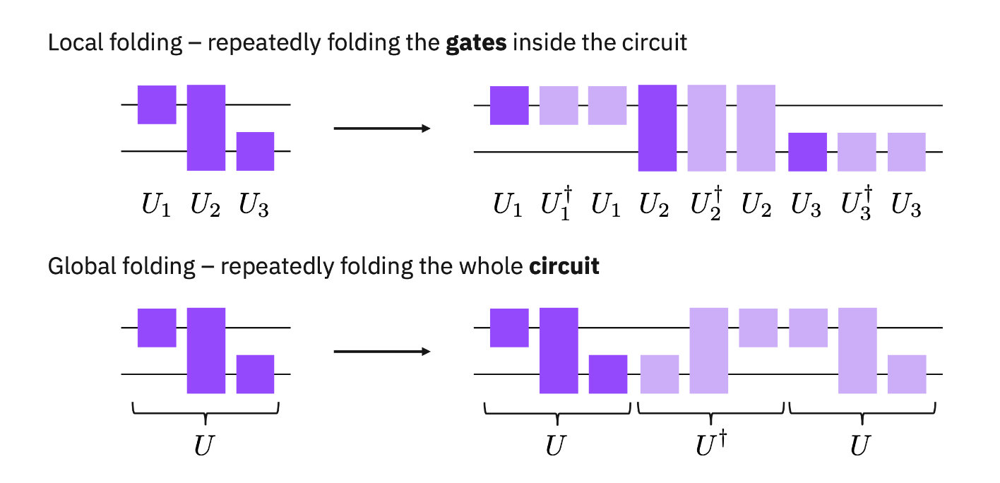 Local folding – repeatedly folding the gates inside the circuit
U₁ U₂ U₃ U₁ U₁† U₁ U₂ U₂† U₂ U₃ U₃† U₃
Global folding – repeatedly folding the whole circuit
U U U† U